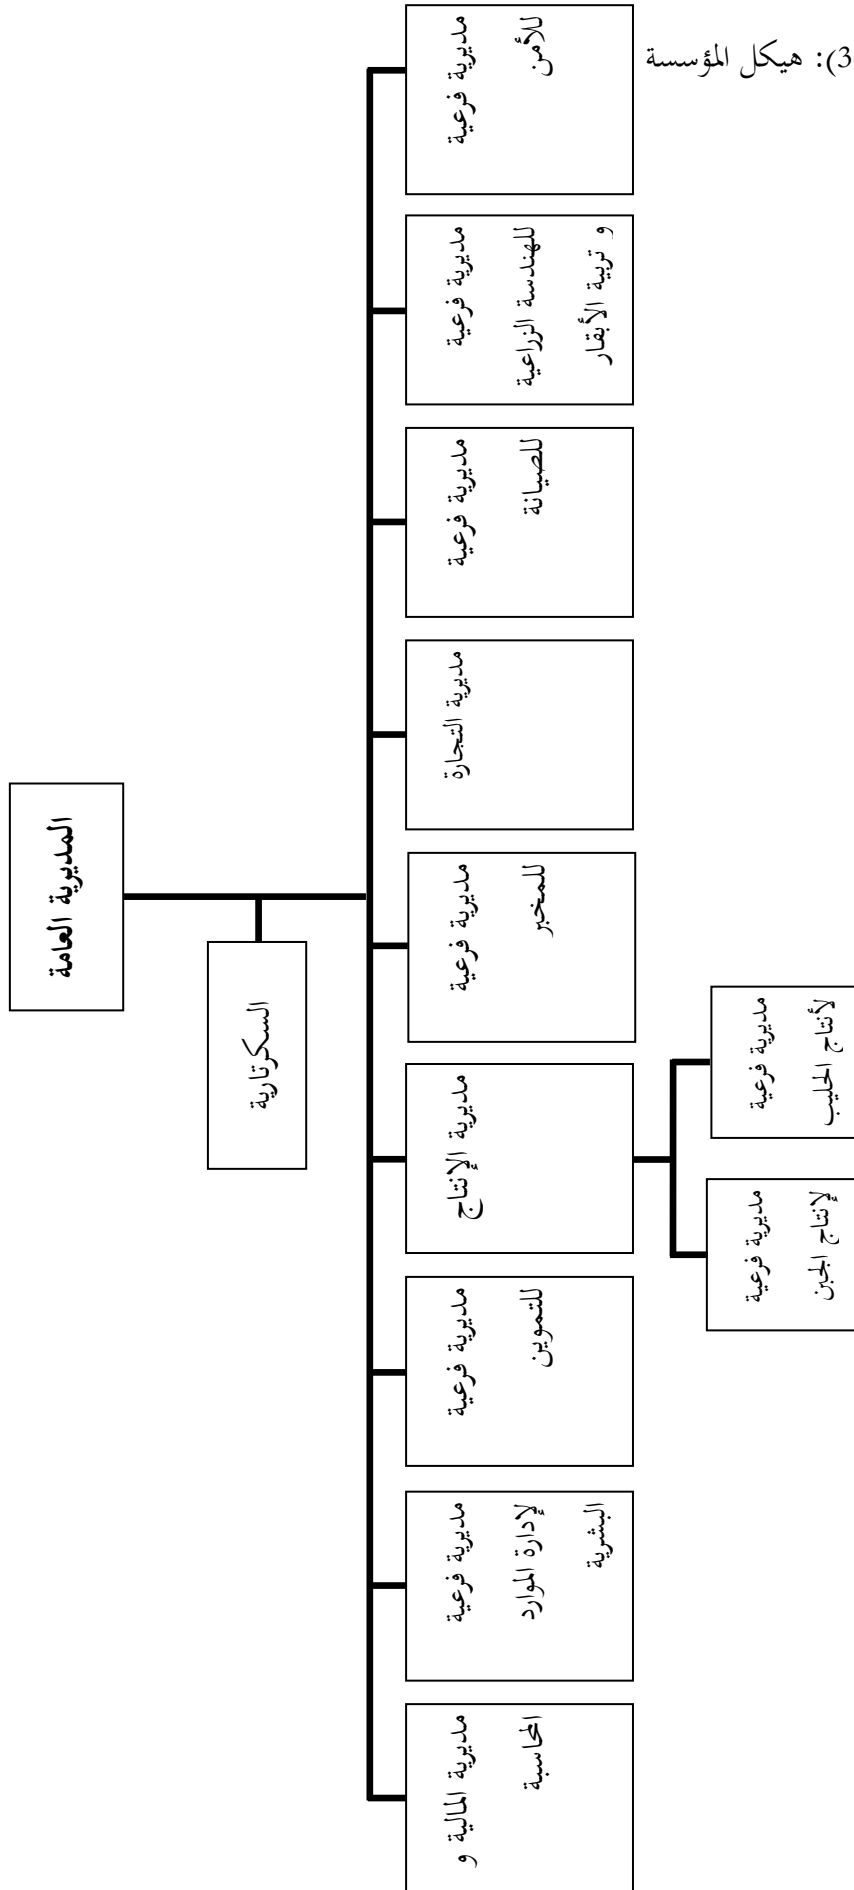 3): هيكل المؤسسة
المديرية العامة
السكرتارية
مديرية فرعية
للأمن
مديرية فرعية
للهندسة الزراعية
و تربية الأبقار
مديرية فرعية
للصيانة
مديرية التجارة
مديرية فرعية
للمخبر
مديرية الإنتاج
مديرية فرعية
لأنتاج الحليب
مديرية فرعية
لإنتاج الجبن
مديرية فرعية
للتموين
مديرية فرعية
لإدارة الموارد
البشرية
مديرية المالية و
المحاسبة